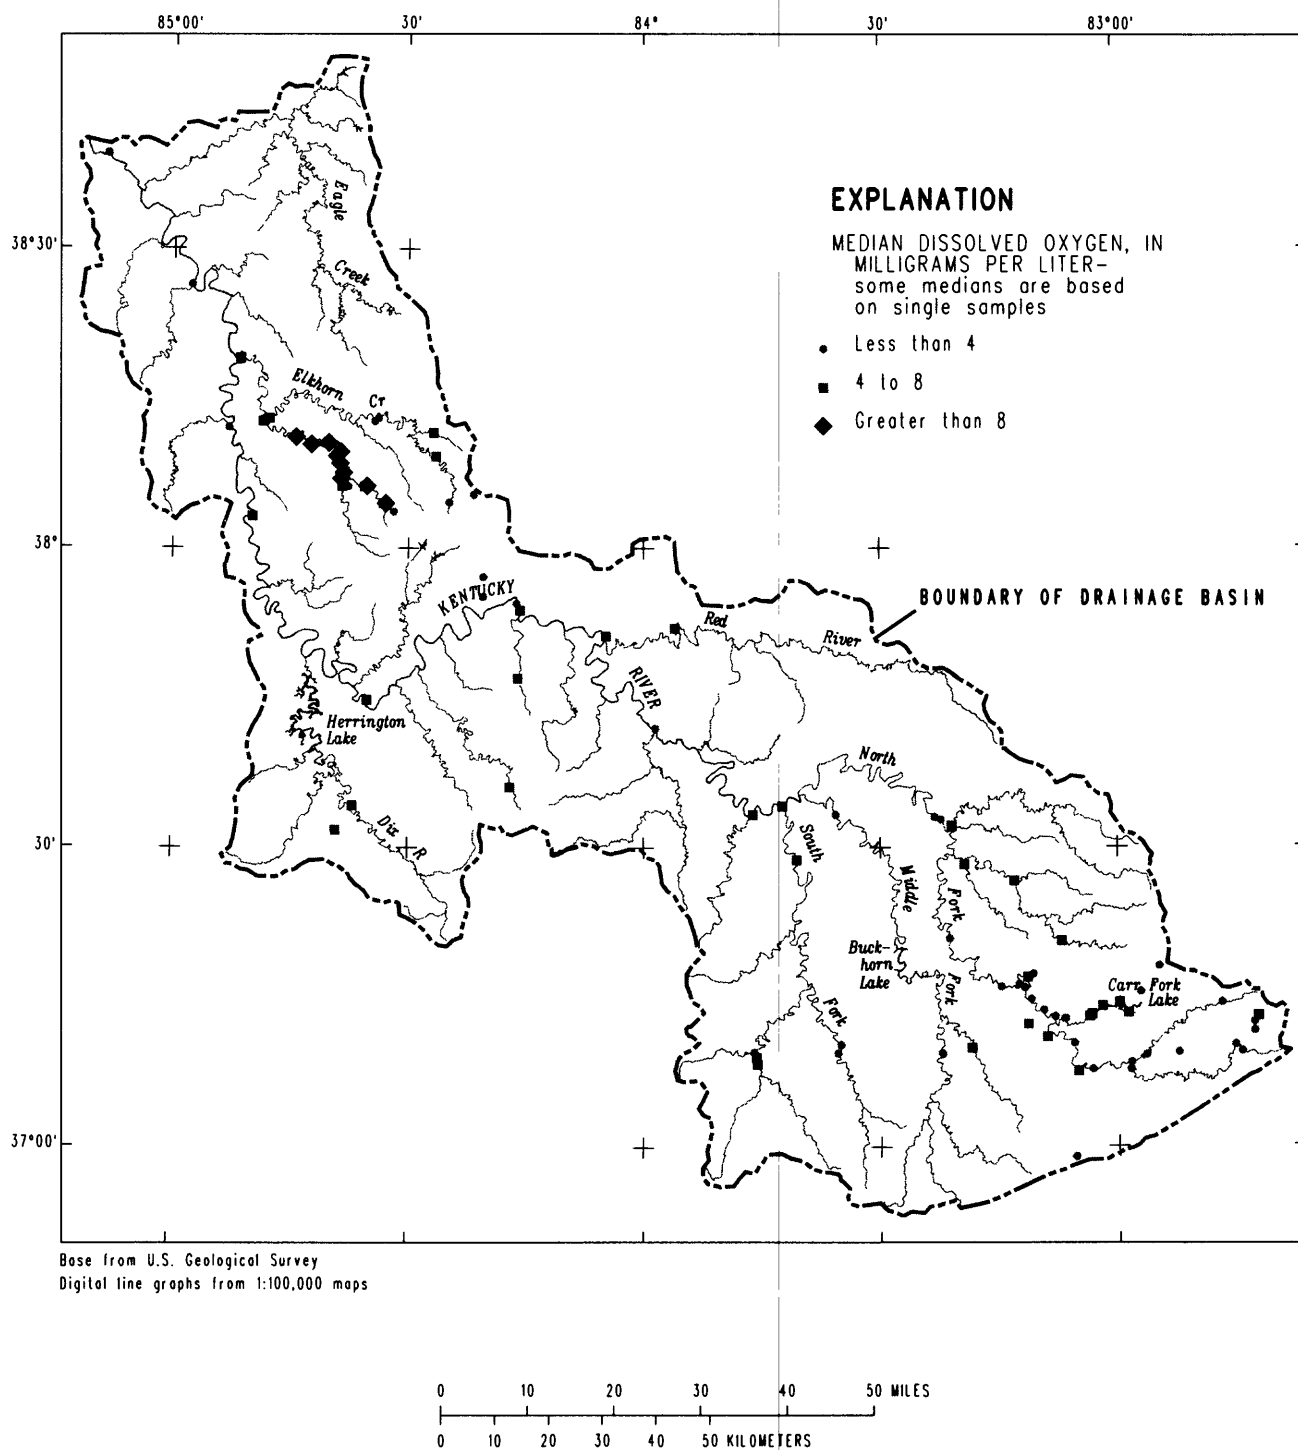 85°00' 30' 84° 30' 83°00'
38°30'
38°
30'
37°00'
EXPLANATION
MEDIAN DISSOLVED OXYGEN, IN
MILLIGRAMS PER LITER-
some medians are based
on single samples
Less than 4
4 to 8
Greater than 8
Eagle
Creek
Elkhorn
Cr
BOUNDARY OF DRAINAGE BASIN
KENTUCKY
RIVER
Red
River
Herrington
Lake
Dix R
North
Fork
South
Fork
Middle
Fork
Buck-
horn
Lake
Carr Fork
Lake
Base from U.S. Geological Survey
Digital line graphs from 1:100,000 maps
0 10 20 30 40 50 MILES
0 10 20 30 40 50 KILOMETERS